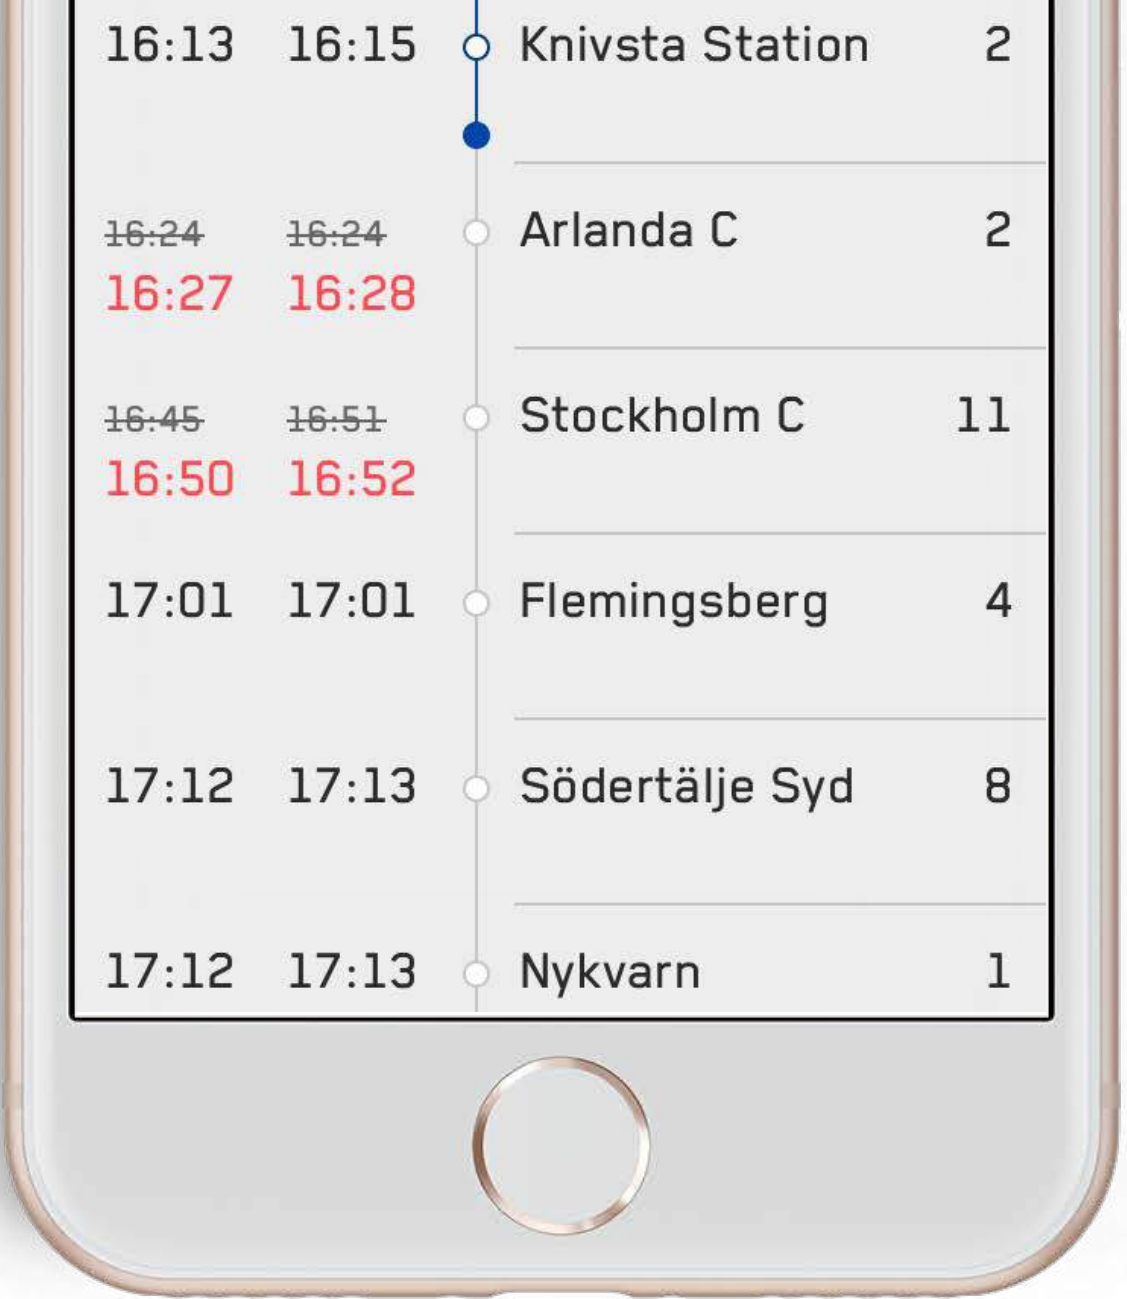 16:13 16:15 Knivsta Station 2
16:24 16:24 Arlanda C 2
16:27 16:28
16:45 16:51 Stockholm C 11
16:50 16:52
17:01 17:01 Flemingsberg 4
17:12 17:13 Södertälje Syd 8
17:12 17:13 Nykvarn 1